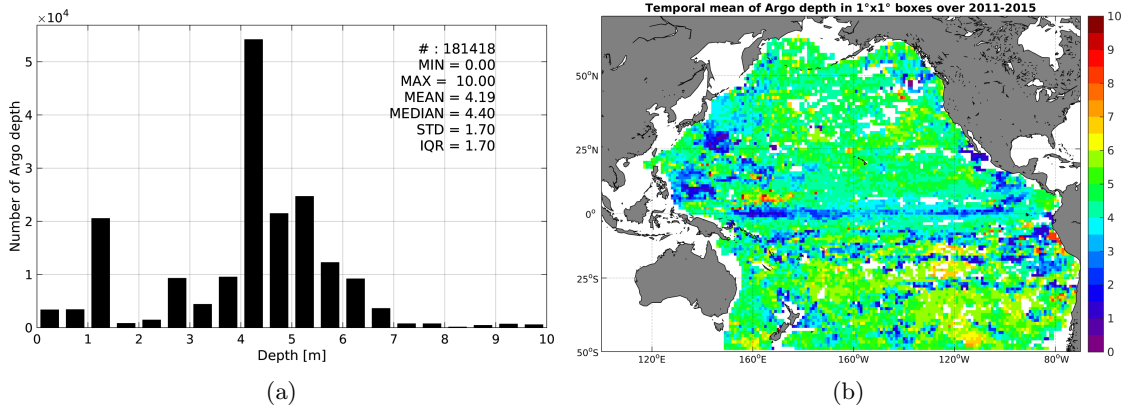 ×10⁴
5
4
3
2
1
0
Number of Argo depth
# : 181418
MIN = 0.00
MAX = 10.00
MEAN = 4.19
MEDIAN = 4.40
STD = 1.70
IQR = 1.70
0 1 2 3 4 5 6 7 8 9 10
Depth [m]
(a)
Temporal mean of Argo depth in 1°x1° boxes over 2011-2015
50°N
25°N
0°
25°S
50°S
120°E 160°E 160°W 120°W 80°W
10
9
8
7
6
5
4
3
2
1
0
(b)